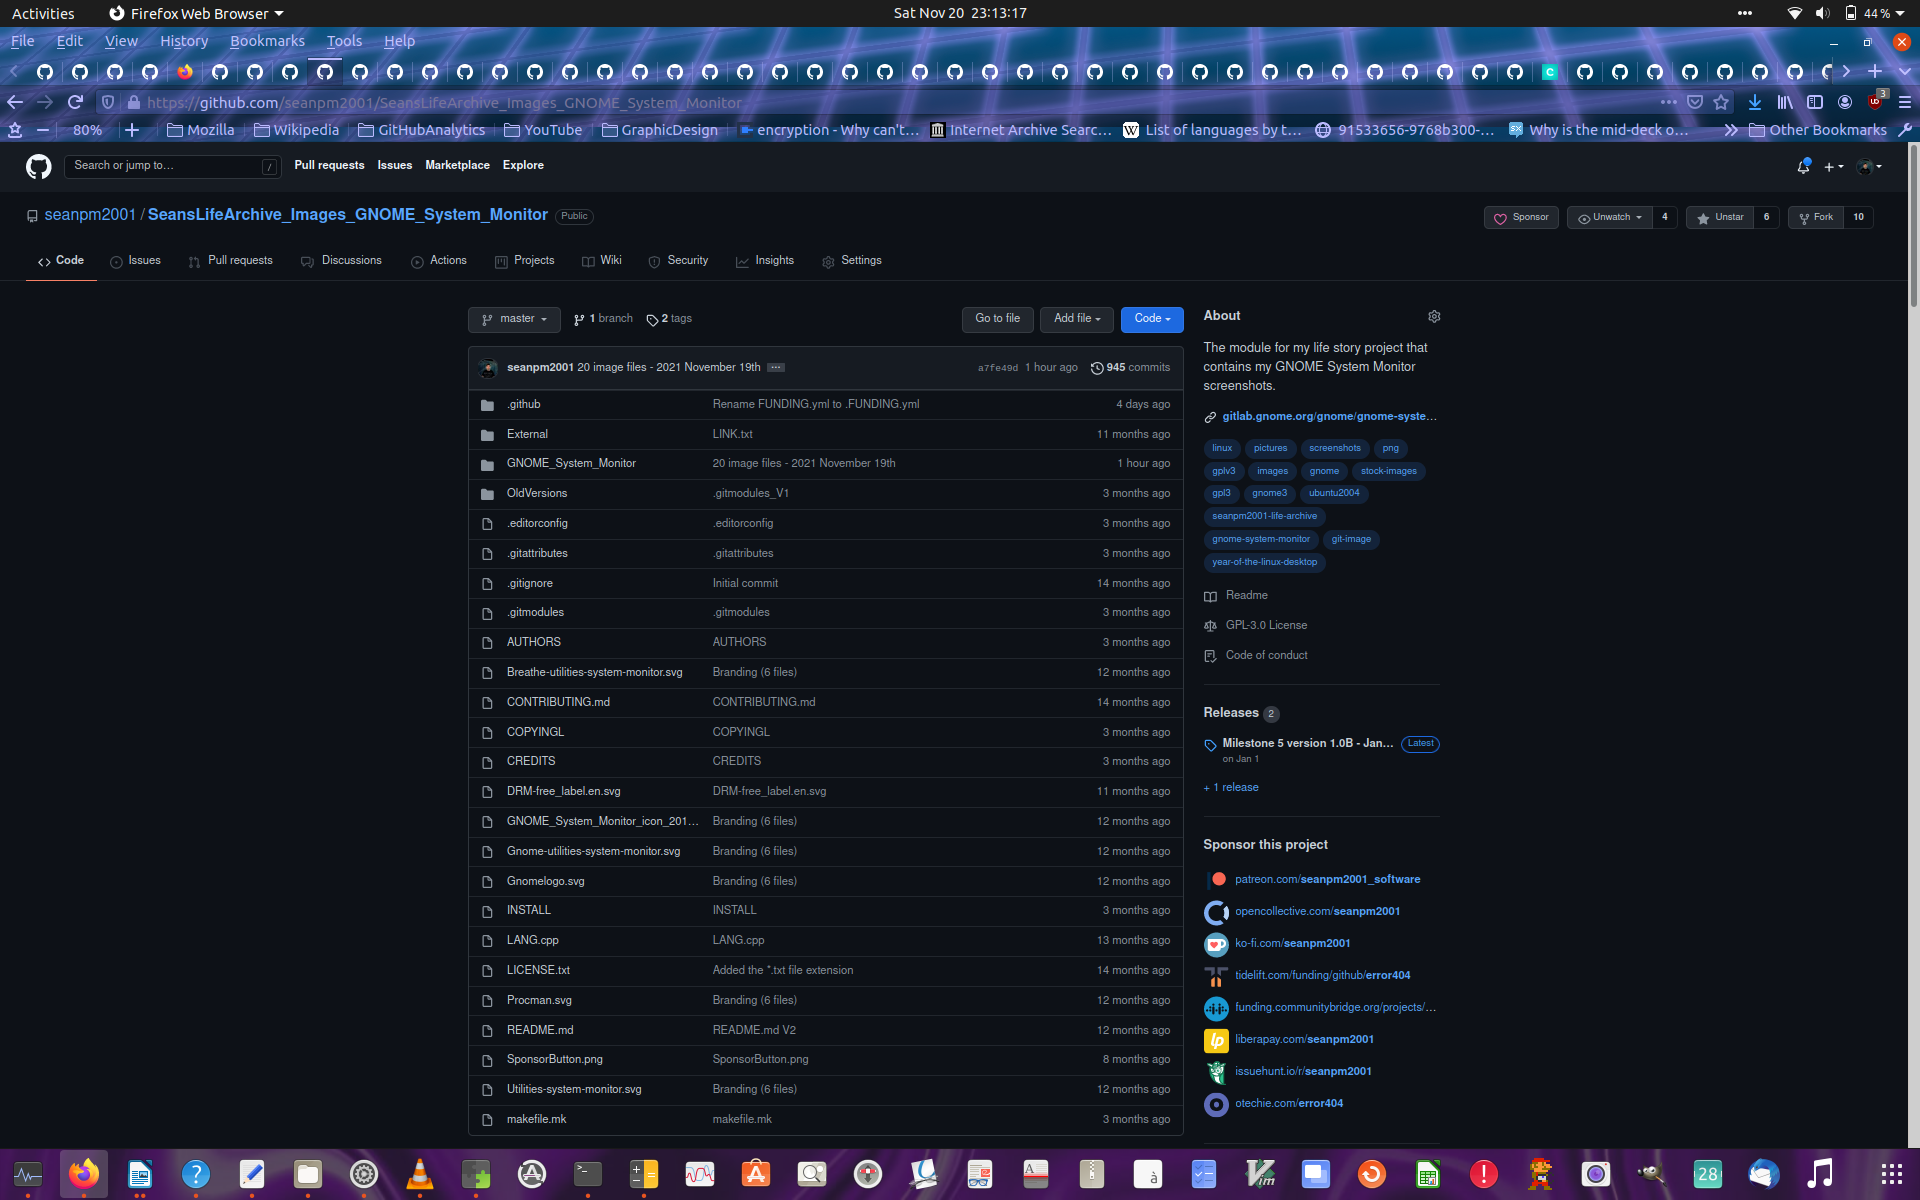 Activities Firefox Web Browser Sat Nov 20 23:13:17 44 %
File Edit View History Bookmarks Tools Help
https://github.com/seanpm2001/SeansLifeArchive_Images_GNOME_System_Monitor 3
80% Mozilla Wikipedia GitHubAnalytics YouTube GraphicDesign encryption - Why can't… Internet Archive Searc… List of languages by t… 91533656-9768b300-… Why is the mid-deck o… Other Bookmarks
Search or jump to… / Pull requests Issues Marketplace Explore
seanpm2001 / SeansLifeArchive_Images_GNOME_System_Monitor Public
Sponsor Unwatch 4 Unstar 6 Fork 10
Code Issues Pull requests Discussions Actions Projects Wiki Security Insights Settings
master 1 branch 2 tags Go to file Add file Code
seanpm2001 20 image files - 2021 November 19th ... a7fe49d 1 hour ago 945 commits
.github Rename FUNDING.yml to .FUNDING.yml 4 days ago
External LINK.txt 11 months ago
GNOME_System_Monitor 20 image files - 2021 November 19th 1 hour ago
OldVersions .gitmodules_V1 3 months ago
.editorconfig .editorconfig 3 months ago
.gitattributes .gitattributes 3 months ago
.gitignore Initial commit 14 months ago
.gitmodules .gitmodules 3 months ago
AUTHORS AUTHORS 3 months ago
Breathe-utilities-system-monitor.svg Branding (6 files) 12 months ago
CONTRIBUTING.md CONTRIBUTING.md 14 months ago
COPYINGL COPYINGL 3 months ago
CREDITS CREDITS 3 months ago
DRM-free_label.en.svg DRM-free_label.en.svg 11 months ago
GNOME_System_Monitor_icon_201… Branding (6 files) 12 months ago
Gnome-utilities-system-monitor.svg Branding (6 files) 12 months ago
Gnomelogo.svg Branding (6 files) 12 months ago
INSTALL INSTALL 3 months ago
LANG.cpp LANG.cpp 13 months ago
LICENSE.txt Added the *.txt file extension 14 months ago
Procman.svg Branding (6 files) 12 months ago
README.md README.md V2 12 months ago
SponsorButton.png SponsorButton.png 8 months ago
Utilities-system-monitor.svg Branding (6 files) 12 months ago
makefile.mk makefile.mk 3 months ago
About
The module for my life story project that
contains my GNOME System Monitor
screenshots.
gitlab.gnome.org/gnome/gnome-syste…
linux pictures screenshots png
gplv3 images gnome stock-images
gpl3 gnome3 ubuntu2004
seanpm2001-life-archive
gnome-system-monitor git-image
year-of-the-linux-desktop
Readme
GPL-3.0 License
Code of conduct
Releases 2
Milestone 5 version 1.0B - Jan… Latest
on Jan 1
+ 1 release
Sponsor this project
patreon.com/seanpm2001_software
opencollective.com/seanpm2001
ko-fi.com/seanpm2001
tidelift.com/funding/github/error404
funding.communitybridge.org/projects/…
liberapay.com/seanpm2001
issuehunt.io/r/seanpm2001
otechie.com/error404
28